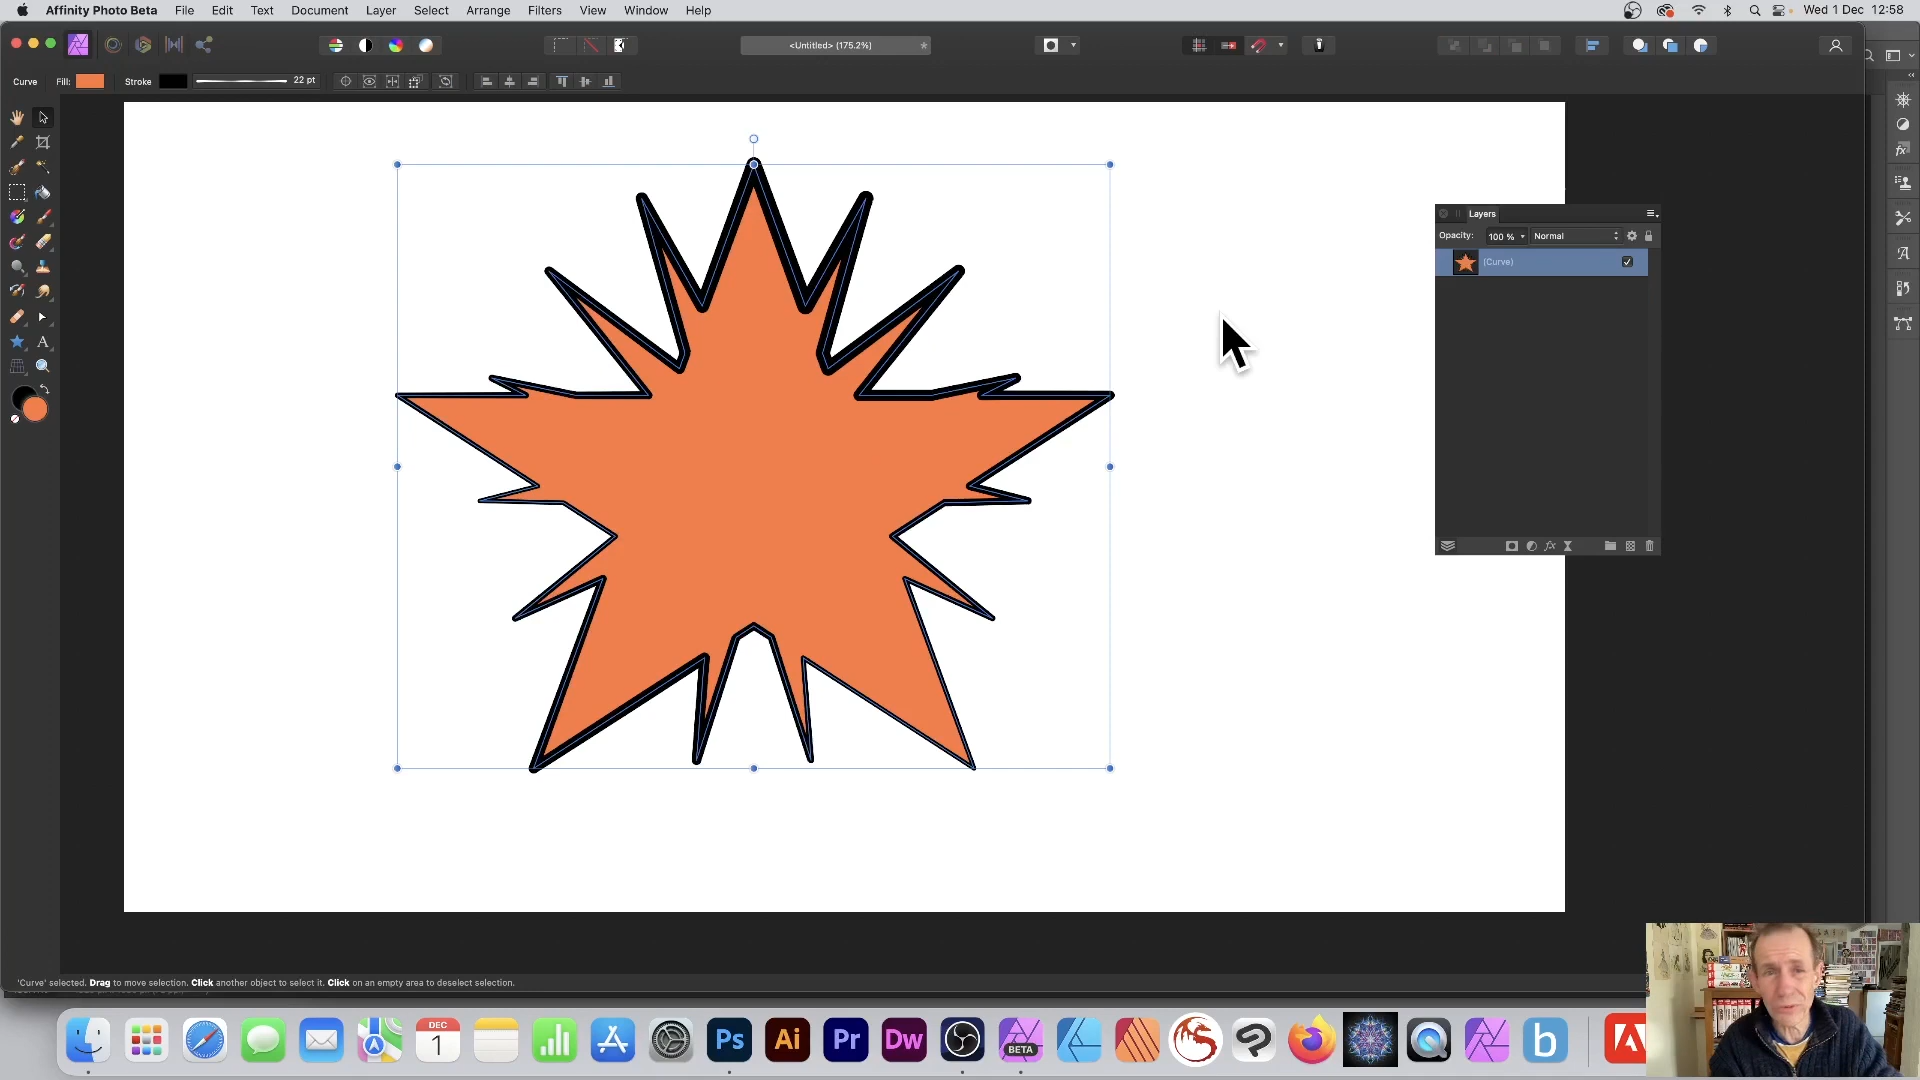 Affinity Photo Beta File Edit Text Document Layer Select Arrange Filters View Window Help Wed 1 Dec 12:58
<Untitled> (175.2%)
Curve Fill: Stroke 22 pt
Layers
Opacity: 100 % Normal
(Curve)
fx
A
A
fx
'Curve' selected. Drag to move selection. Click another object to select it. Click on an empty area to deselect selection.
DEC
1
Ps
Ai
Pr
Dw
BETA
b